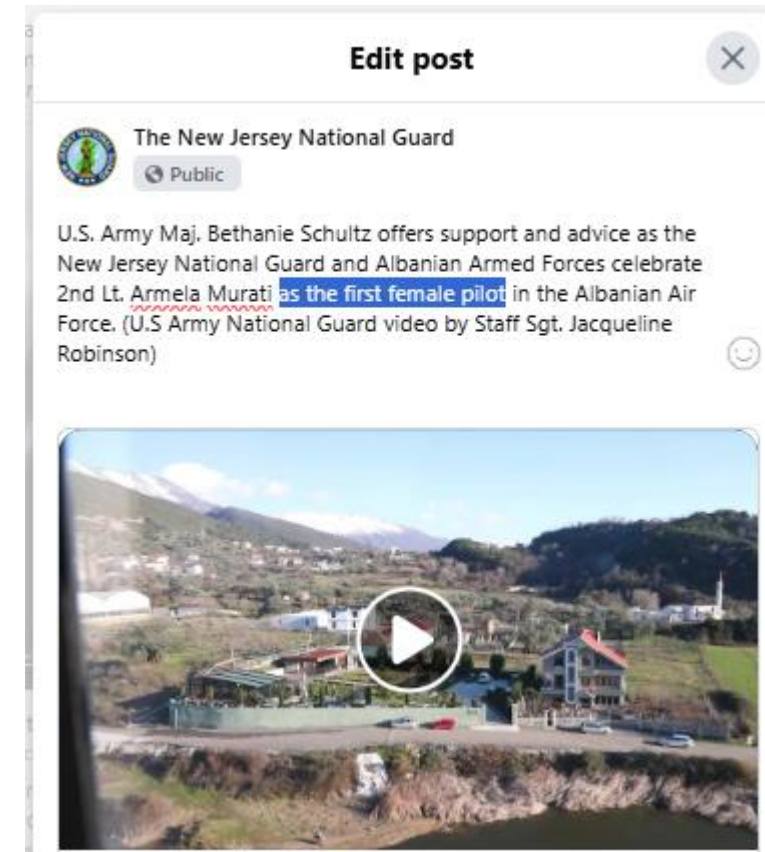 Edit post
The New Jersey National Guard
Public
U.S. Army Maj. Bethanie Schultz offers support and advice as the
New Jersey National Guard and Albanian Armed Forces celebrate
2nd Lt. Armela Murati as the first female pilot in the Albanian Air
Force. (U.S Army National Guard video by Staff Sgt. Jacqueline
Robinson)